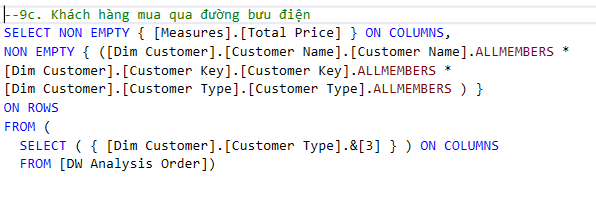 --9c. Khách hàng mua qua đường bưu điện
SELECT NON EMPTY { [Measures].[Total Price] } ON COLUMNS,
NON EMPTY { ([Dim Customer].[Customer Name].[Customer Name].ALLMEMBERS *
[Dim Customer].[Customer Key].[Customer Key].ALLMEMBERS *
[Dim Customer].[Customer Type].[Customer Type].ALLMEMBERS ) }
ON ROWS
FROM (
  SELECT ( { [Dim Customer].[Customer Type].&[3] } ) ON COLUMNS
  FROM [DW Analysis Order])